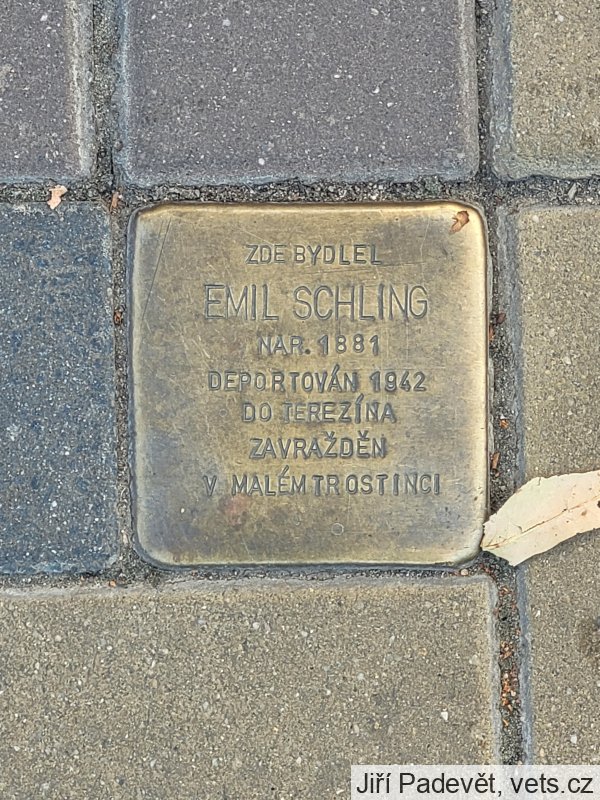 ZDE BYDLEL
EMIL SCHLING
NAR. 1881
DEPORTOVÁN 1942
DO TEREZÍNA
ZAVRAŽDĚN
V MALÉM TROSTINCI
Jiří Padevět, vets.cz